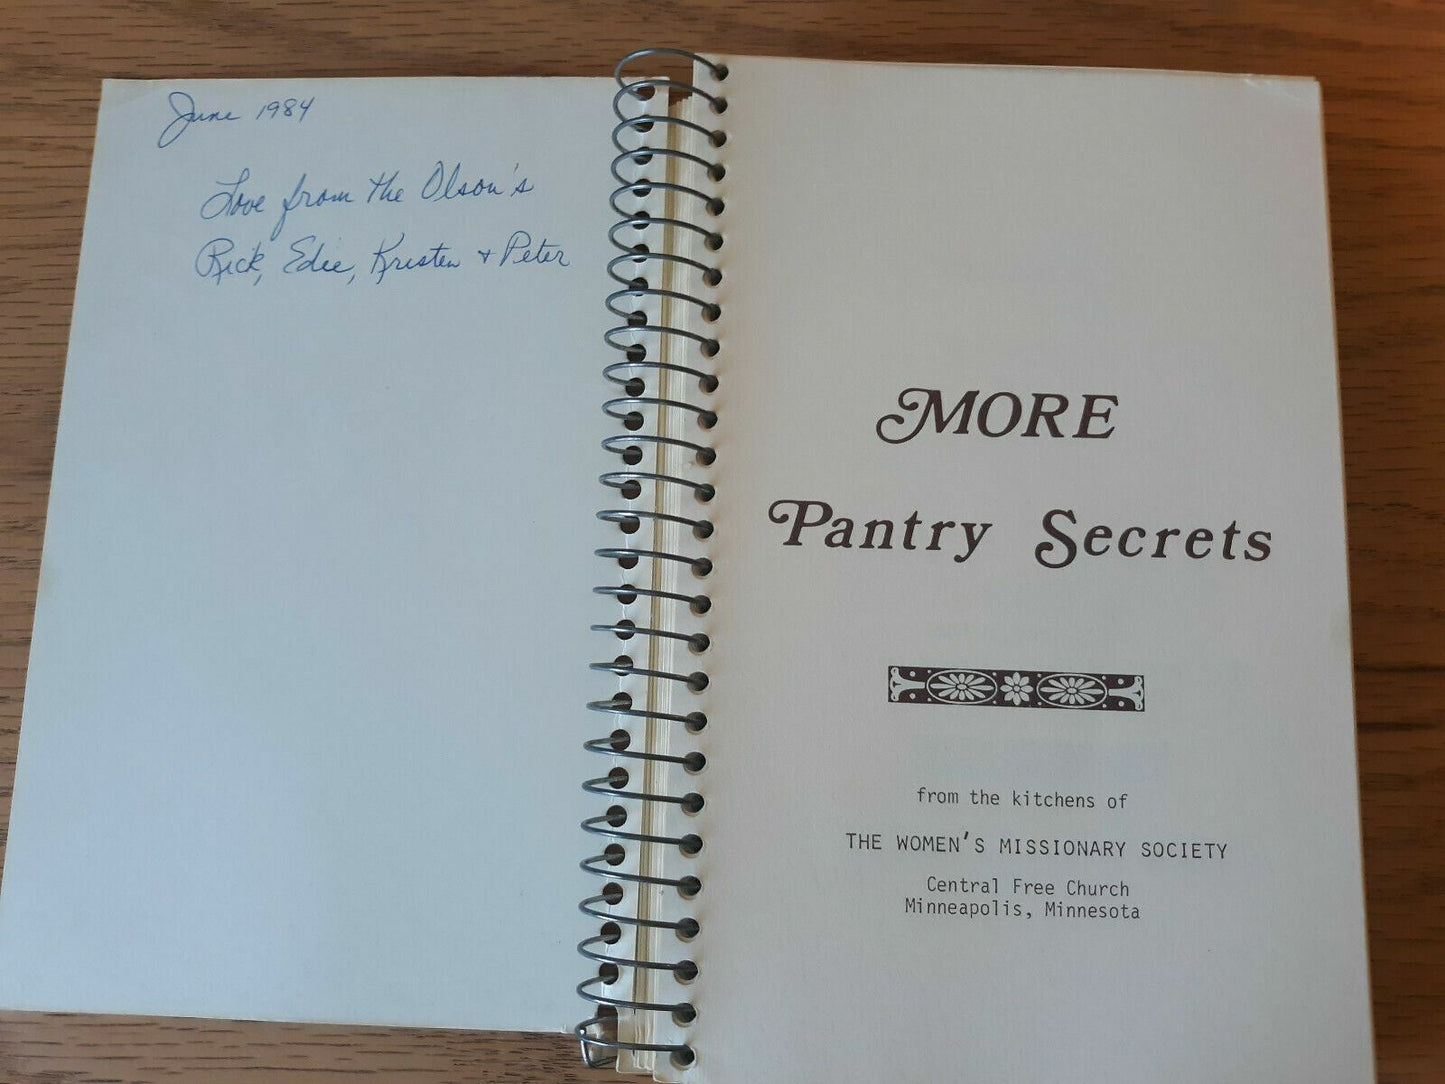 June 1984
Love from the Olson's
Rick, Edie, Kristen + Peter
MORE
Pantry Secrets
from the kitchens of
THE WOMEN'S MISSIONARY SOCIETY
Central Free Church
Minneapolis, Minnesota